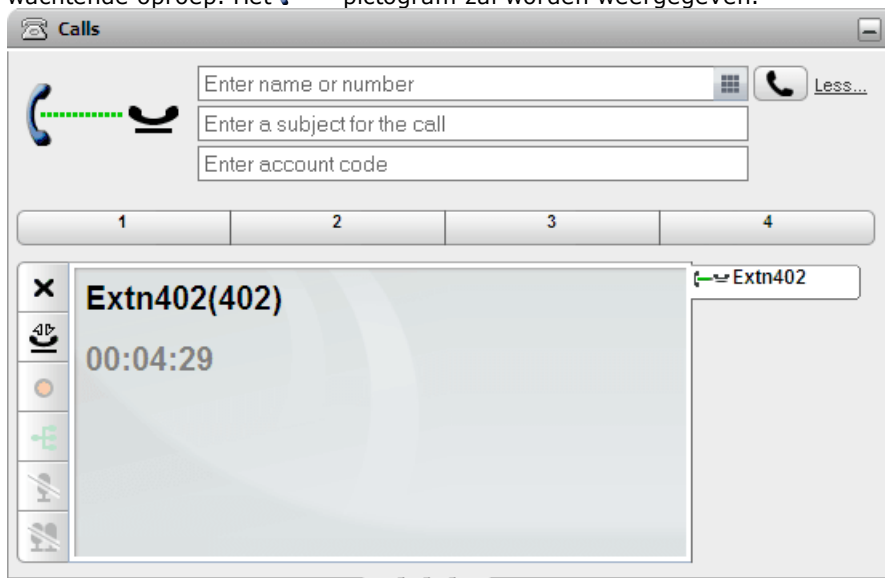 wachtende oproep. Het pictogram zal worden weergegeven.
Calls
Enter name or number
Less...
Enter a subject for the call
Enter account code
1 2 3 4
Extn402(402)
Extn402
00:04:29